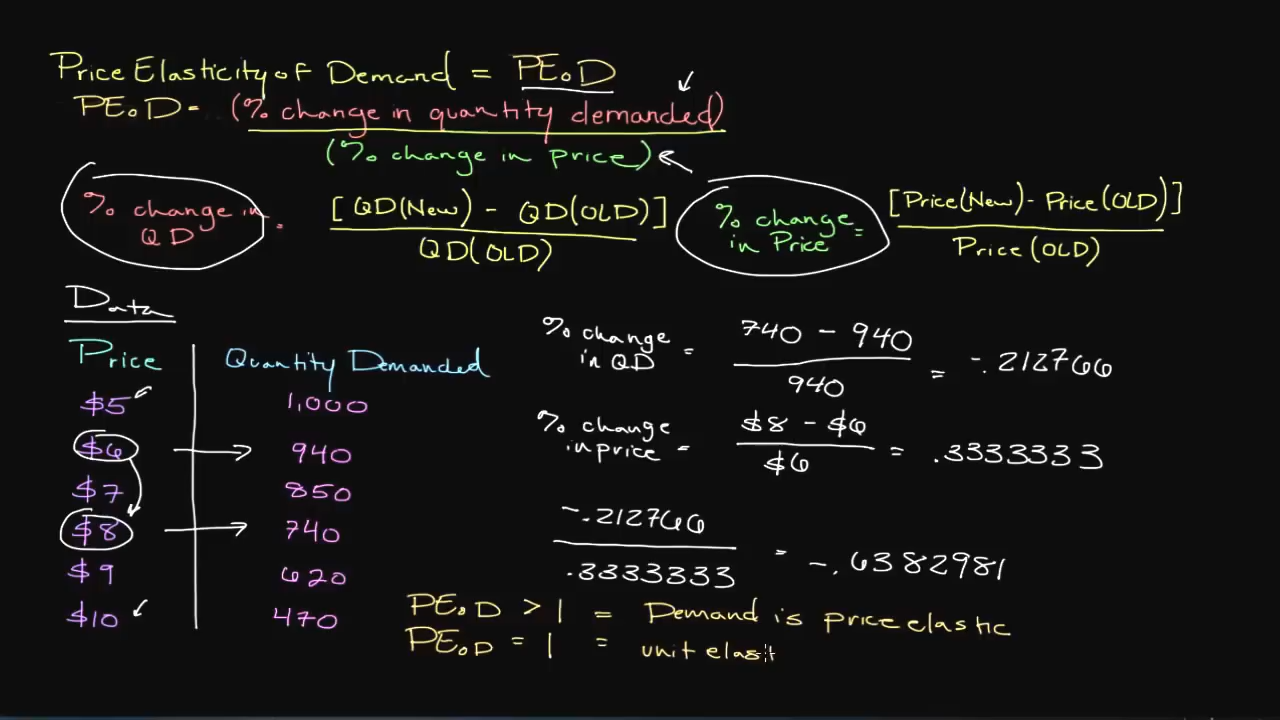 Price Elasticity of Demand = PEoD
PEoD = (% change in quantity demanded)
(% change in price)
% change in QD = [QD(New) - QD(OLD)]
QD(OLD)
% change in Price = [Price(New) - Price(OLD)]
Price(OLD)
Data
Price Quantity Demanded
$5 1,000
$6 940
$7 850
$8 740
$9 620
$10 470
% change in QD = 740 - 940
940
= -.212766
% change in price = $8 - $6
$6
= .3333333
-.212766
.3333333
= -.6382981
PEoD > 1 = Demand is price elastic
PEoD = 1 = unit elast